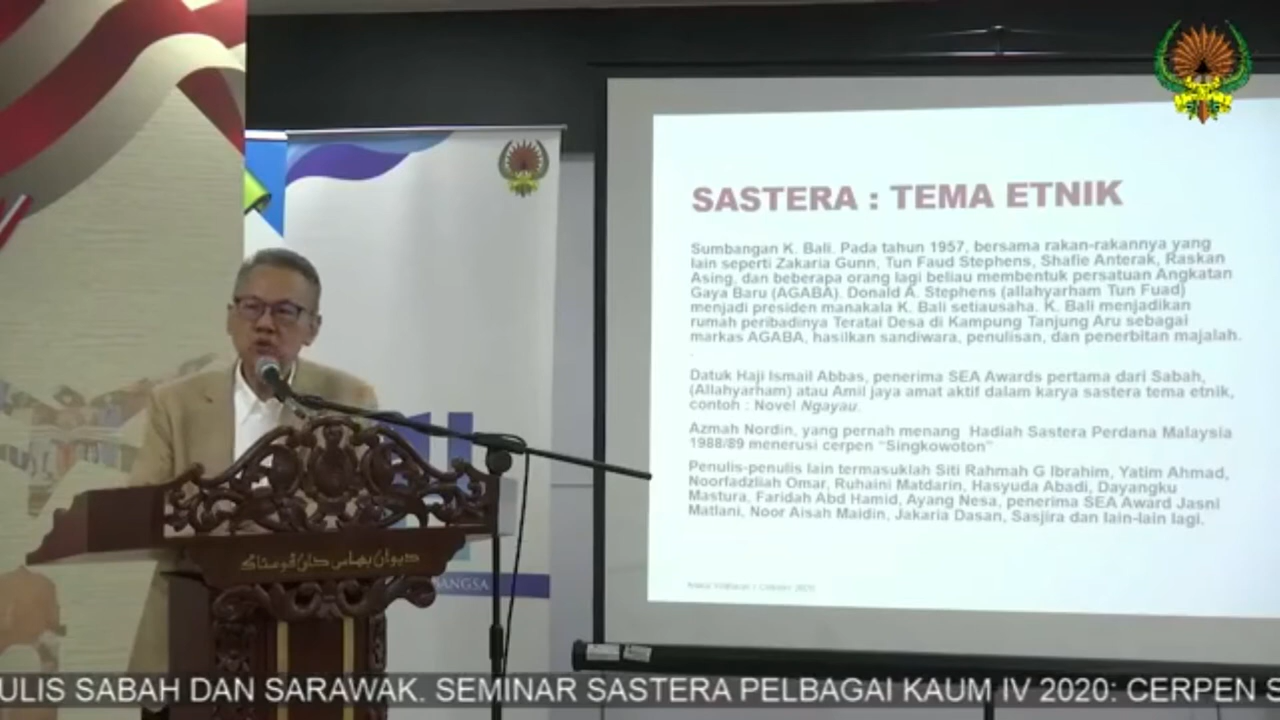 SASTERA : TEMA ETNIK
Sumbangan K. Bali. Pada tahun 1957, bersama rakan-rakannya yang
lain seperti Zakaria Gunn, Tun Faud Stephens, Shafie Anterak, Raskan
Asing, dan beberapa orang lagi beliau membentuk persatuan Angkatan
Gaya Baru (AGABA). Donald A. Stephens (allahyarham Tun Fuad)
menjadi presiden manakala K. Bali setiausaha. K. Bali menjadikan
rumah peribadinya Teratai Desa di Kampung Tanjung Aru sebagai
markas AGABA, hasilkan sandiwara, penulisan, dan penerbitan majalah.
.
Datuk Haji Ismail Abbas, penerima SEA Awards pertama dari Sabah,
(Allahyarham) atau Amil jaya amat aktif dalam karya sastera tema etnik,
contoh : Novel Ngayau.
Azmah Nordin, yang pernah menang Hadiah Sastera Perdana Malaysia
1988/89 menerusi cerpen “Singkowoton”
Penulis-penulis lain termasuklah Siti Rahmah G Ibrahim, Yatim Ahmad,
Noorfadzliah Omar, Ruhaini Matdarin, Hasyuda Abadi, Dayangku
Mastura, Faridah Abd Hamid, Ayang Nesa, penerima SEA Award Jasni
Matlani, Noor Aisah Maidin, Jakaria Dasan, Sasjira dan lain-lain lagi.
ديوان بهاس دان ڤوستاک
BANGSA
ULIS SABAH DAN SARAWAK. SEMINAR SASTERA PELBAGAI KAUM IV 2020: CERPEN S